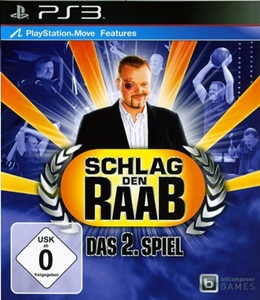 PS3
PlayStation®Move Features
SCHLAG
DEN
RAAB
DAS 2. SPIEL
USK
ab
0
freigegeben
b
bitComposer
GAMES